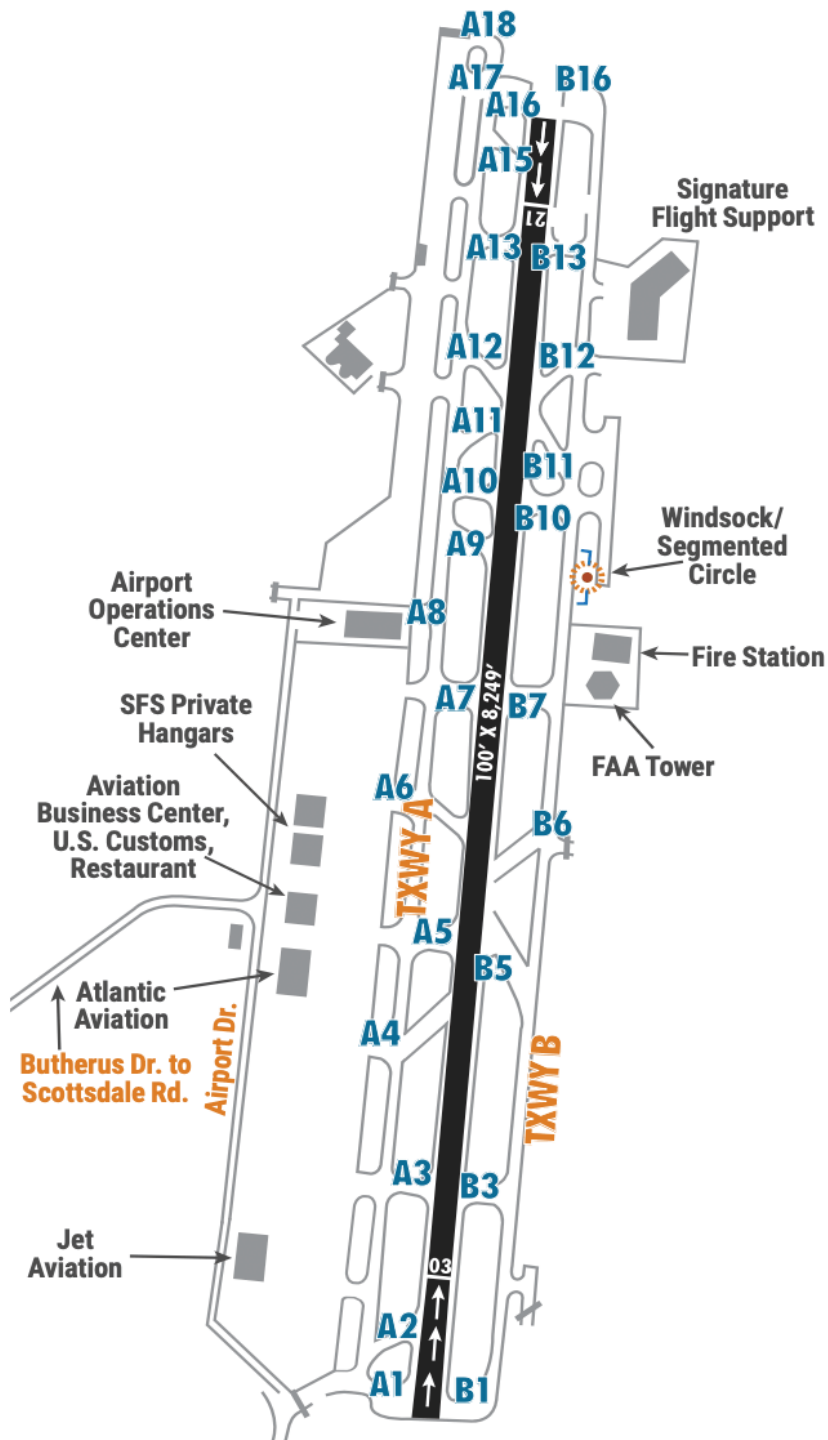 A18
A17
B16
A16
A15
Signature
Flight Support
21
A13
B13
A12
B12
A11
B11
A10
B10
Windsock/
Segmented
Circle
A9
Airport
Operations
Center
A8
Fire Station
100' X 8,249'
A7
B7
SFS Private
Hangars
FAA Tower
A6
Aviation
Business Center,
U.S. Customs,
Restaurant
TXWY A
B6
A5
B5
Atlantic
Aviation
A4
Butherus Dr. to
Scottsdale Rd.
Airport Dr.
TXWY B
A3
B3
Jet
Aviation
03
A2
A1
B1